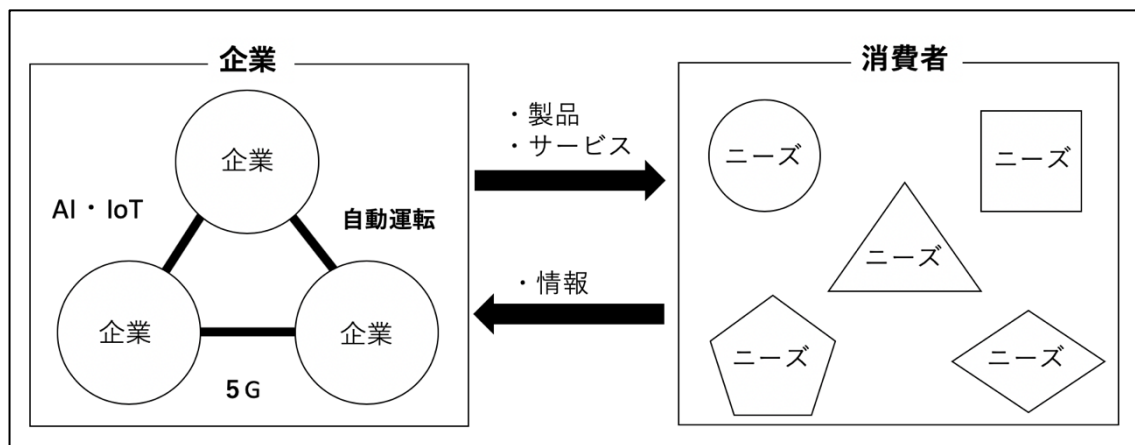 企業
企業
AI・IoT
自動運転
企業
企業
5G
・製品
・サービス
・情報
消費者
ニーズ
ニーズ
ニーズ
ニーズ
ニーズ